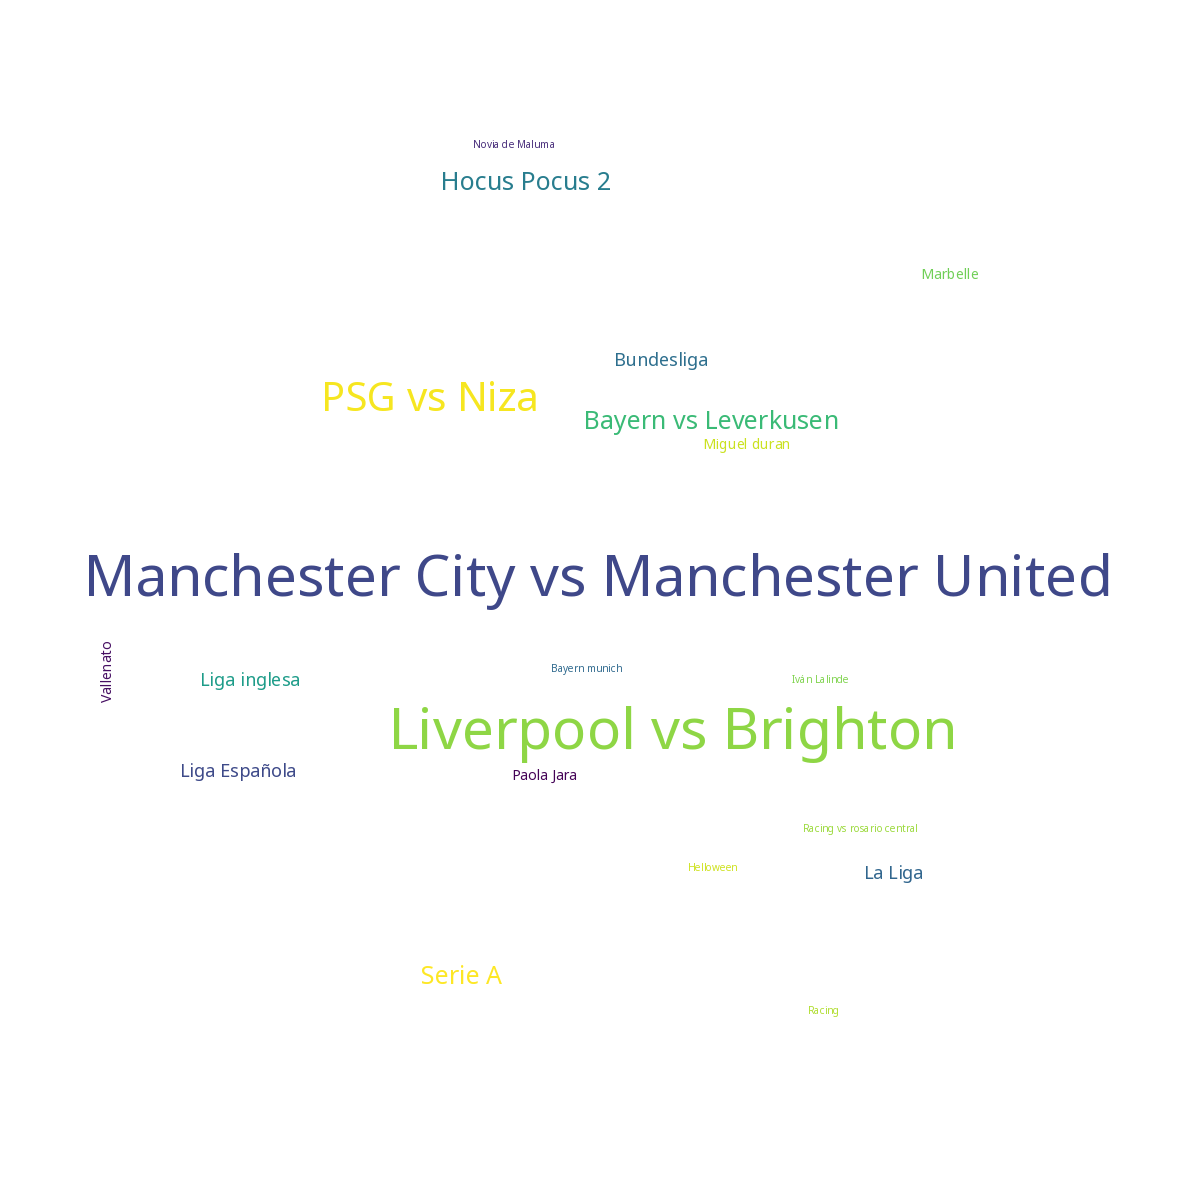 Novia de Maluma
Hocus Pocus 2
Marbelle
Bundesliga
PSG vs Niza
Bayern vs Leverkusen
Miguel duran
Manchester City vs Manchester United
Vallenato
Bayern munich
Liga inglesa
Iván Lalinde
Liverpool vs Brighton
Liga Española
Paola Jara
Racing vs rosario central
Helloween
La Liga
Serie A
Racing